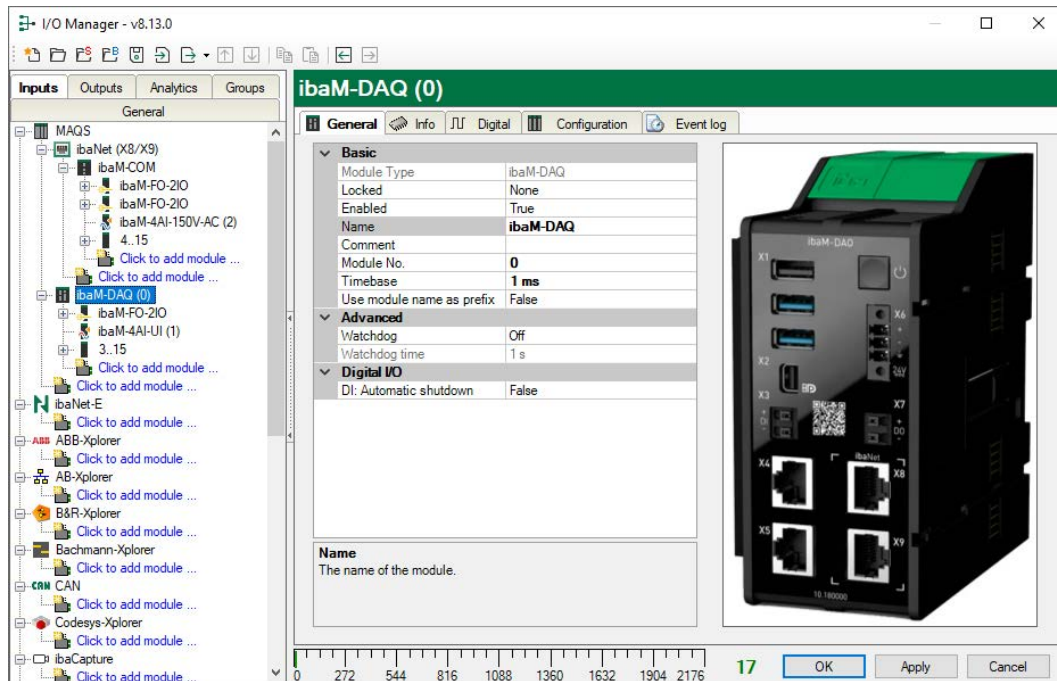 I/O Manager - v8.13.0
Inputs Outputs Analytics Groups
General
MAQS
ibaNet (X8/X9)
ibaM-COM
ibaM-FO-2IO
ibaM-FO-2IO
ibaM-4AI-150V-AC (2)
4..15
Click to add module ...
Click to add module ...
ibaM-DAQ (0)
ibaM-FO-2IO
ibaM-4AI-UI (1)
3..15
Click to add module ...
Click to add module ...
ibaNet-E
Click to add module ...
ABB ABB-Xplorer
Click to add module ...
AB-Xplorer
Click to add module ...
B&R-Xplorer
Click to add module ...
Bachmann-Xplorer
Click to add module ...
CAN CAN
Click to add module ...
Codesys-Xplorer
Click to add module ...
ibaCapture
Click to add module ...
ibaM-DAQ (0)
General Info Digital Configuration Event log
Basic
Module Type ibaM-DAQ
Locked None
Enabled True
Name ibaM-DAQ
Comment
Module No. 0
Timebase 1 ms
Use module name as prefix False
Advanced
Watchdog Off
Watchdog time 1 s
Digital I/O
DI: Automatic shutdown False
Name
The name of the module.
iba
ibaM-DAQ
X1
X6
X2
24V
X3
X7
DI
DO
ibaNet
X4
X8
X5
X9
10.180000
0 272 544 816 1088 1360 1632 1904 2176
17
OK Apply Cancel